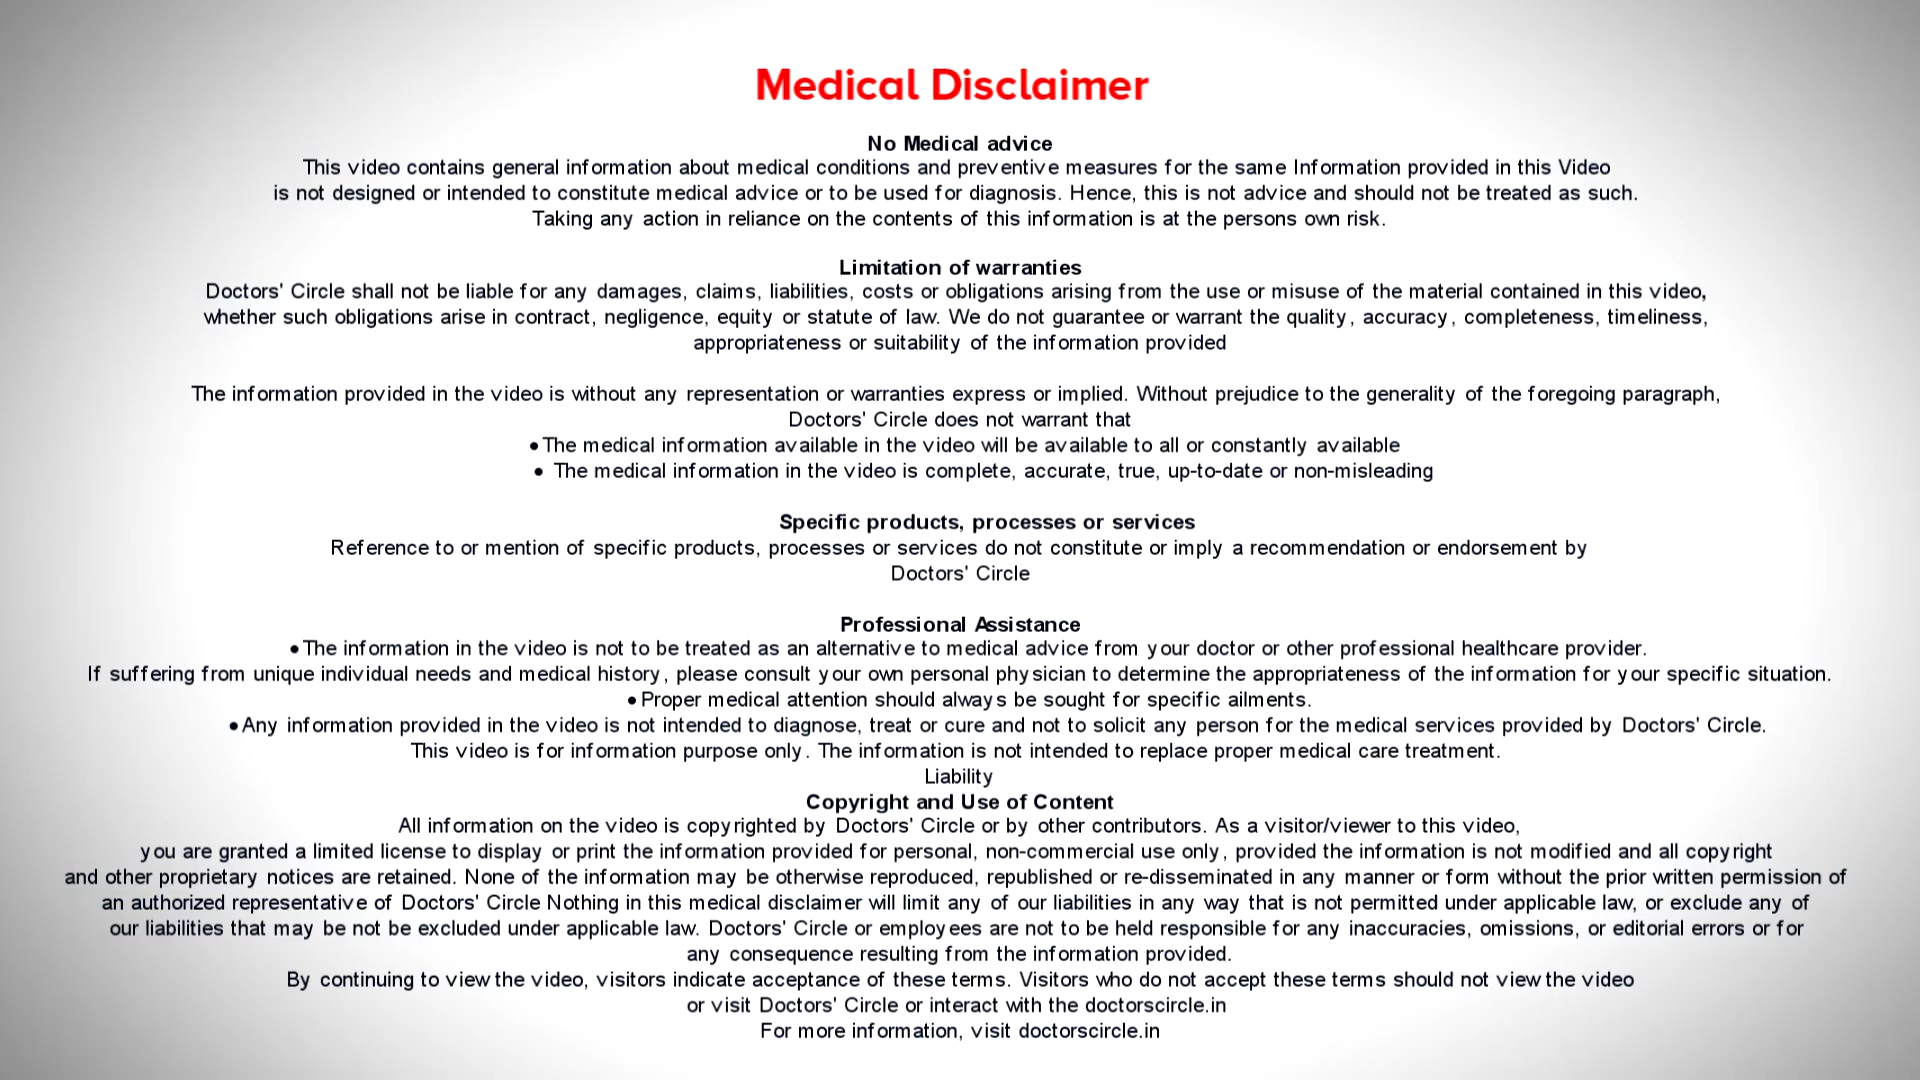 Medical Disclaimer
No Medical advice
This video contains general information about medical conditions and preventive measures for the same Information provided in this Video
is not designed or intended to constitute medical advice or to be used for diagnosis. Hence, this is not advice and should not be treated as such.
Taking any action in reliance on the contents of this information is at the persons own risk.
Limitation of warranties
Doctors' Circle shall not be liable for any damages, claims, liabilities, costs or obligations arising from the use or misuse of the material contained in this video,
whether such obligations arise in contract, negligence, equity or statute of law. We do not guarantee or warrant the quality, accuracy, completeness, timeliness,
appropriateness or suitability of the information provided
The information provided in the video is without any representation or warranties express or implied. Without prejudice to the generality of the foregoing paragraph,
Doctors' Circle does not warrant that
•The medical information available in the video will be available to all or constantly available
• The medical information in the video is complete, accurate, true, up-to-date or non-misleading
Specific products, processes or services
Reference to or mention of specific products, processes or services do not constitute or imply a recommendation or endorsement by
Doctors' Circle
Professional Assistance
•The information in the video is not to be treated as an alternative to medical advice from your doctor or other professional healthcare provider.
If suffering from unique individual needs and medical history, please consult your own personal physician to determine the appropriateness of the information for your specific situation.
•Proper medical attention should always be sought for specific ailments.
•Any information provided in the video is not intended to diagnose, treat or cure and not to solicit any person for the medical services provided by Doctors' Circle.
This video is for information purpose only. The information is not intended to replace proper medical care treatment.
Liability
Copyright and Use of Content
All information on the video is copyrighted by Doctors' Circle or by other contributors. As a visitor/viewer to this video,
you are granted a limited license to display or print the information provided for personal, non-commercial use only, provided the information is not modified and all copyright
and other proprietary notices are retained. None of the information may be otherwise reproduced, republished or re-disseminated in any manner or form without the prior written permission of
an authorized representative of Doctors' Circle Nothing in this medical disclaimer will limit any of our liabilities in any way that is not permitted under applicable law, or exclude any of
our liabilities that may be not be excluded under applicable law. Doctors' Circle or employees are not to be held responsible for any inaccuracies, omissions, or editorial errors or for
any consequence resulting from the information provided.
By continuing to view the video, visitors indicate acceptance of these terms. Visitors who do not accept these terms should not view the video
or visit Doctors' Circle or interact with the doctorscircle.in
For more information, visit doctorscircle.in